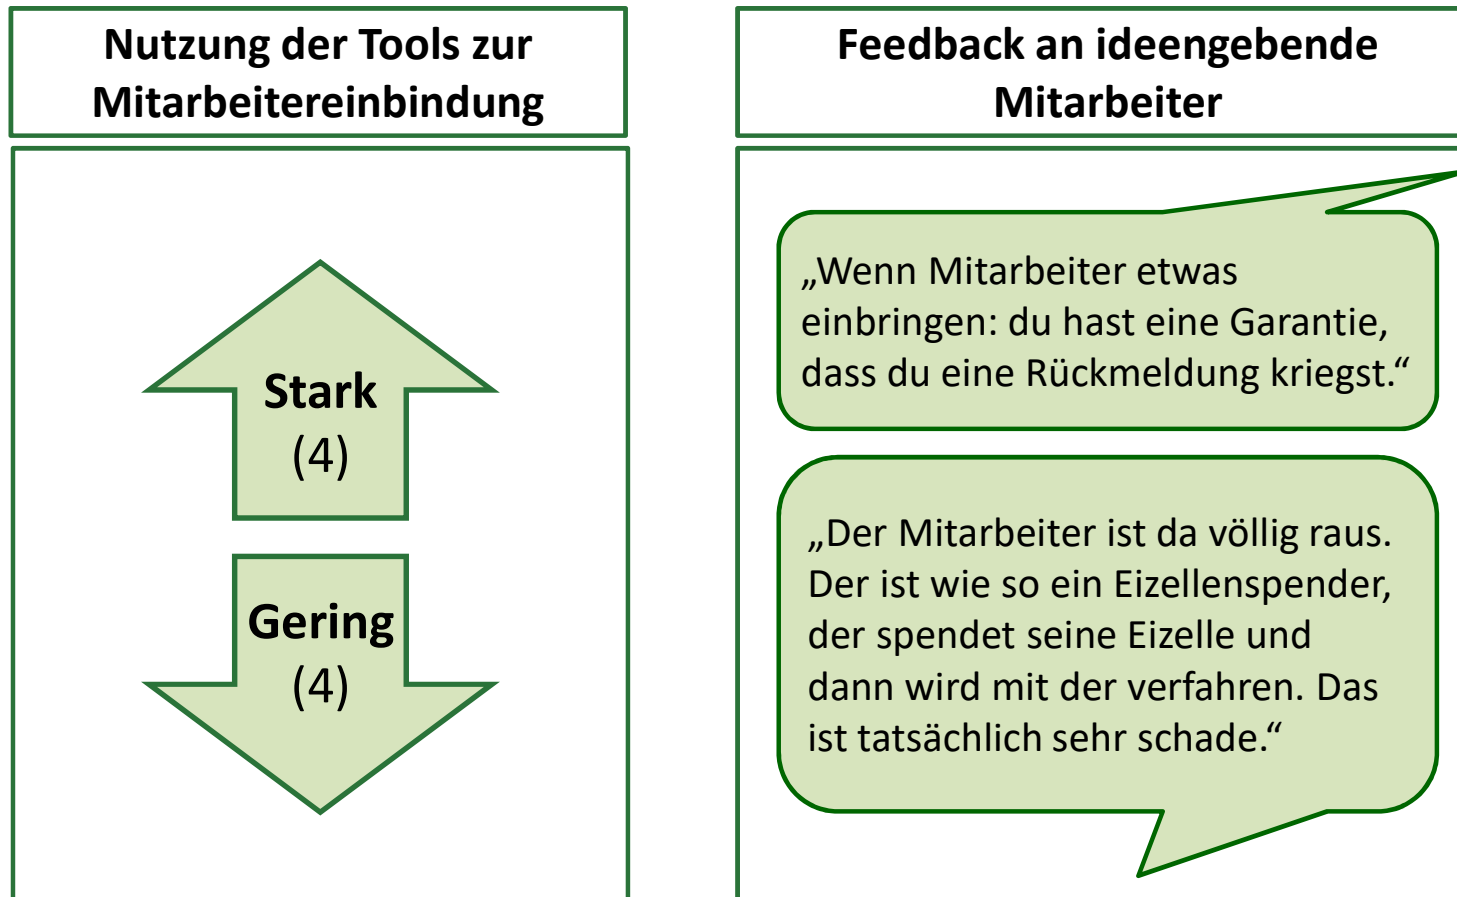 Nutzung der Tools zur
Mitarbeitereinbindung
Stark
(4)
Gering
(4)
Feedback an ideengebende
Mitarbeiter
„Wenn Mitarbeiter etwas
einbringen: du hast eine Garantie,
dass du eine Rückmeldung kriegst.“
„Der Mitarbeiter ist da völlig raus.
Der ist wie so ein Eizellenspender,
der spendet seine Eizelle und
dann wird mit der verfahren. Das
ist tatsächlich sehr schade.“